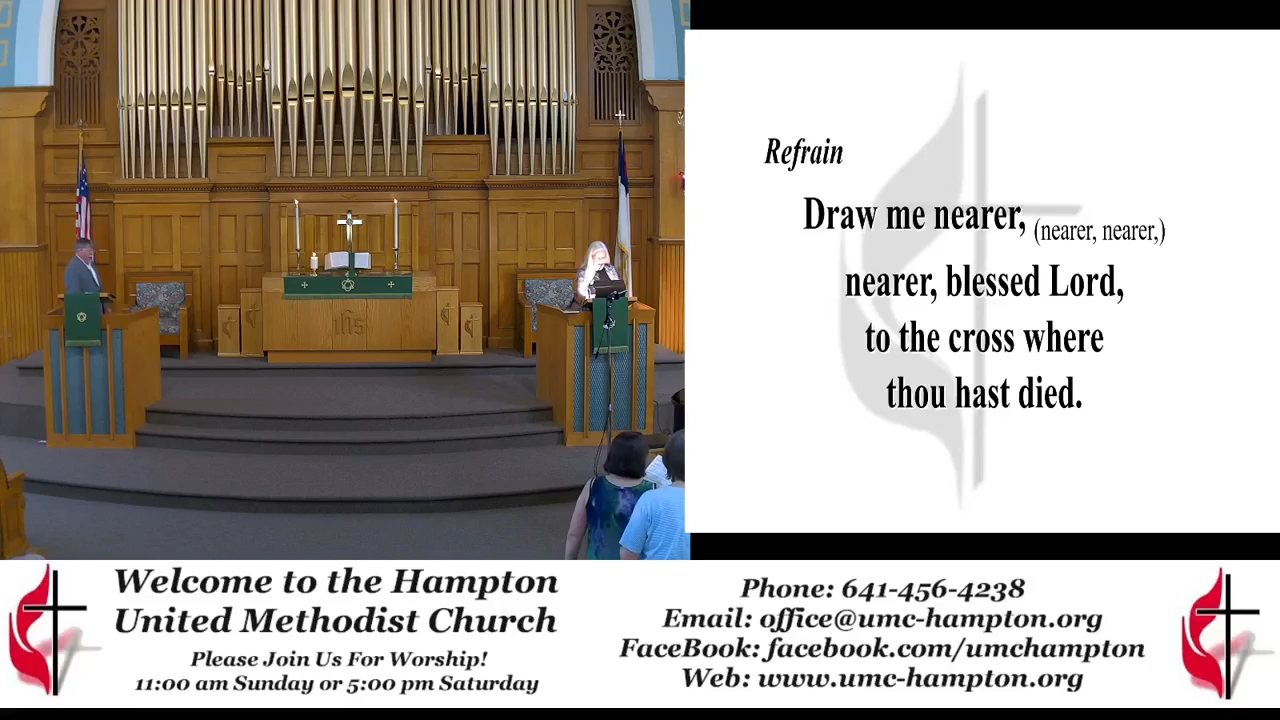 Refrain
Draw me nearer, (nearer, nearer,)
nearer, blessed Lord,
to the cross where
thou hast died.
ihs
Welcome to the Hampton
United Methodist Church
Please Join Us For Worship!
11:00 am Sunday or 5:00 pm Saturday
Phone: 641-456-4238
Email: office@umc-hampton.org
FaceBook: facebook.com/umchampton
Web: www.umc-hampton.org